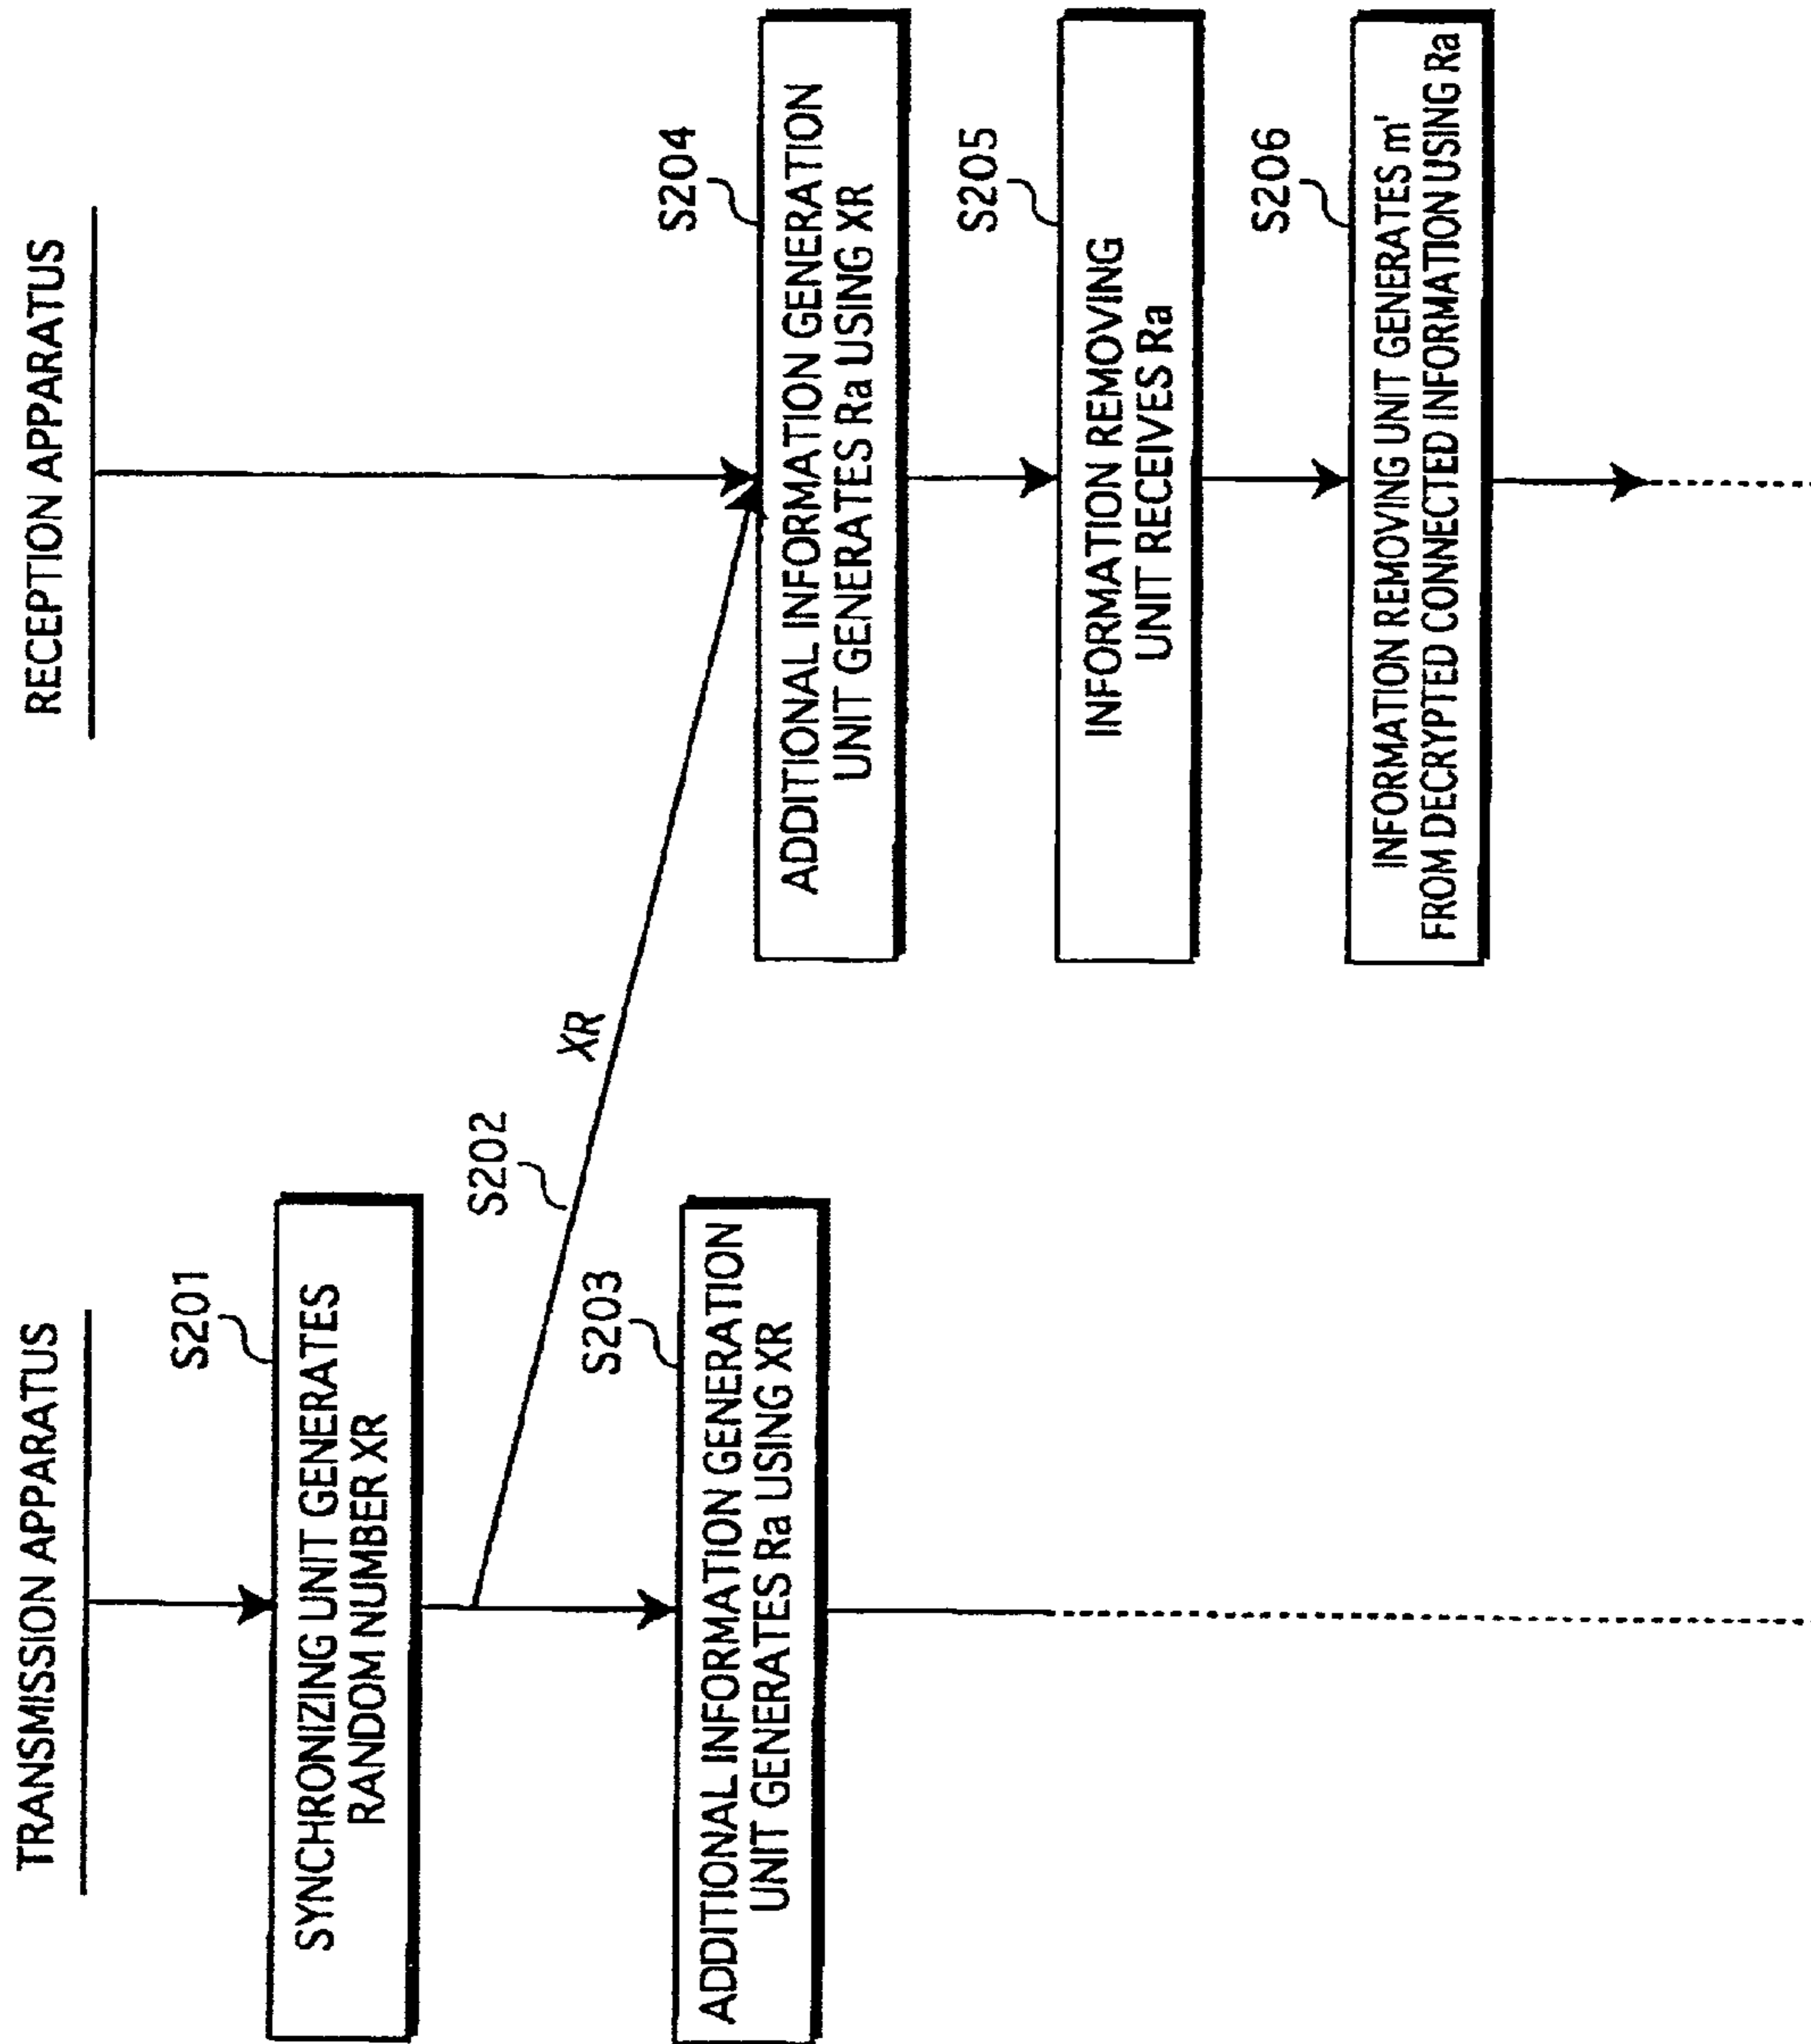 TRANSMISSION APPARATUS
S201
SYNCHRONIZING UNIT GENERATES
RANDOM NUMBER XR
S202
XR
S203
ADDITIONAL INFORMATION GENERATION
UNIT GENERATES Ra USING XR
RECEPTION APPARATUS
S204
ADDITIONAL INFORMATION GENERATION
UNIT GENERATES Ra USING XR
S205
INFORMATION REMOVING
UNIT RECEIVES Ra
S206
INFORMATION REMOVING UNIT GENERATES m'
FROM DECRYPTED CONNECTED INFORMATION USING Ra